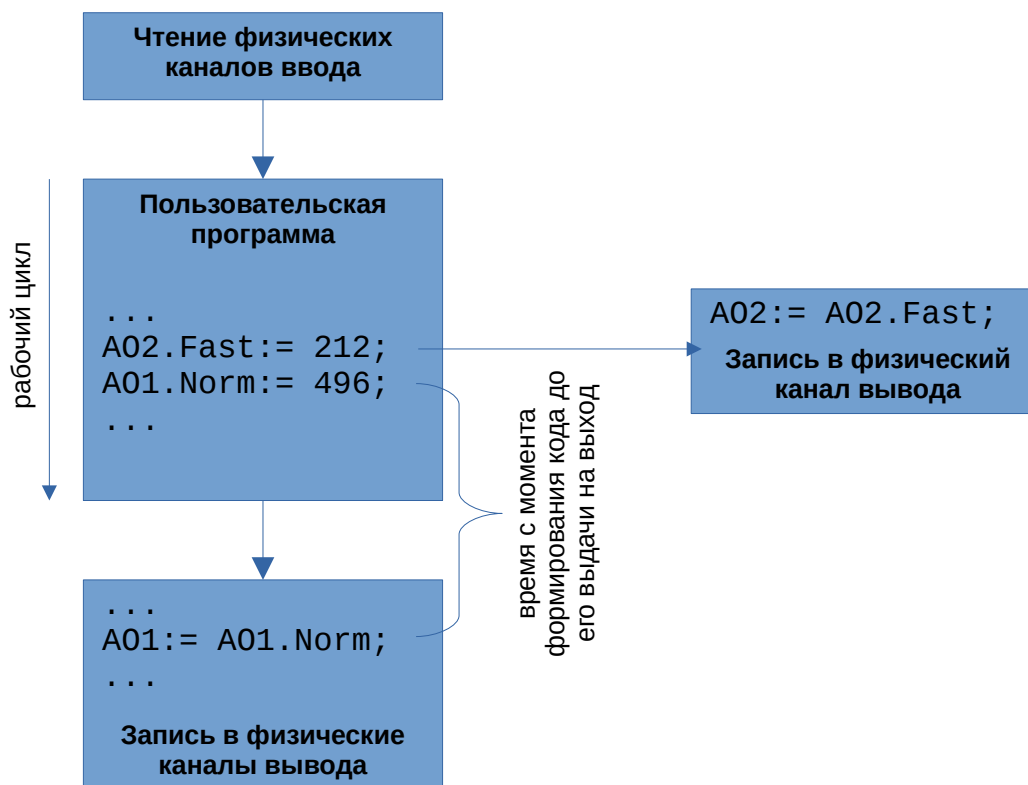 Чтение физических
каналов ввода
рабочий цикл
Пользовательская
программа
...
AO2.Fast:= 212;
AO1.Norm:= 496;
...
AO2:= AO2.Fast;
Запись в физический
канал вывода
время с момента
формирования кода до
его выдачи на выход
...
AO1:= AO1.Norm;
...
Запись в физические
каналы вывода